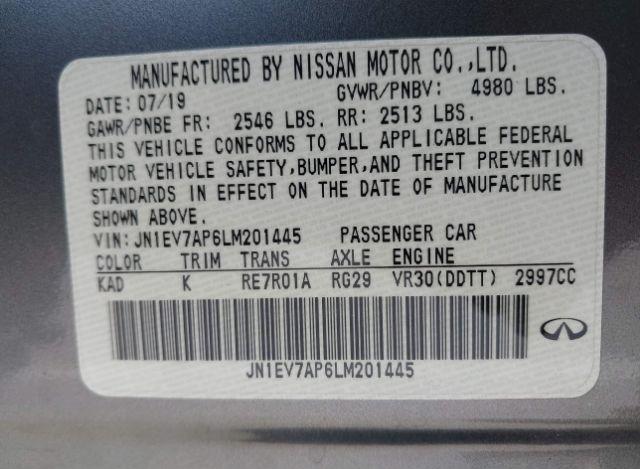 MANUFACTURED BY NISSAN MOTOR CO.,LTD.
DATE: 07/19 GVWR/PNBV: 4980 LBS.
GAWR/PNBE FR: 2546 LBS. RR: 2513 LBS.
THIS VEHICLE CONFORMS TO ALL APPLICABLE FEDERAL
MOTOR VEHICLE SAFETY,BUMPER,AND THEFT PREVENTION
STANDARDS IN EFFECT ON THE DATE OF MANUFACTURE
SHOWN ABOVE.
VIN: JN1EV7AP6LM201445 PASSENGER CAR
COLOR TRIM TRANS AXLE ENGINE
KAD K RE7R01A RG29 VR30(DDTT) 2997CC
JN1EV7AP6LM201445